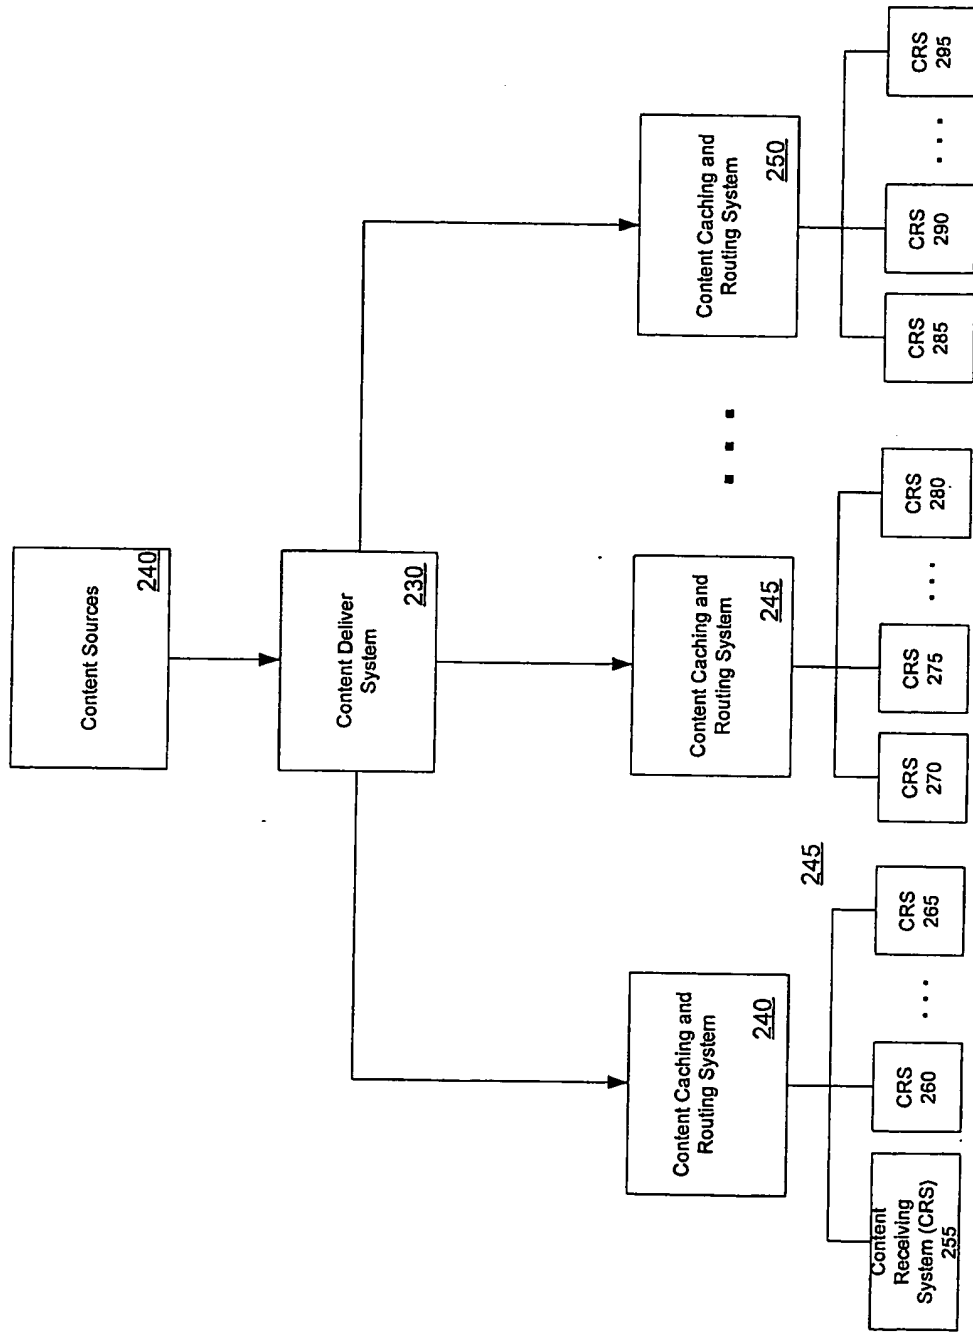 Content Sources
240
Content Deliver
System
230
Content Caching and
Routing System
240
Content Caching and
Routing System
245
Content Caching and
Routing System
250
245
Content
Receiving
System (CRS)
255
CRS
260
CRS
265
CRS
270
CRS
275
CRS
280
CRS
285
CRS
290
CRS
295